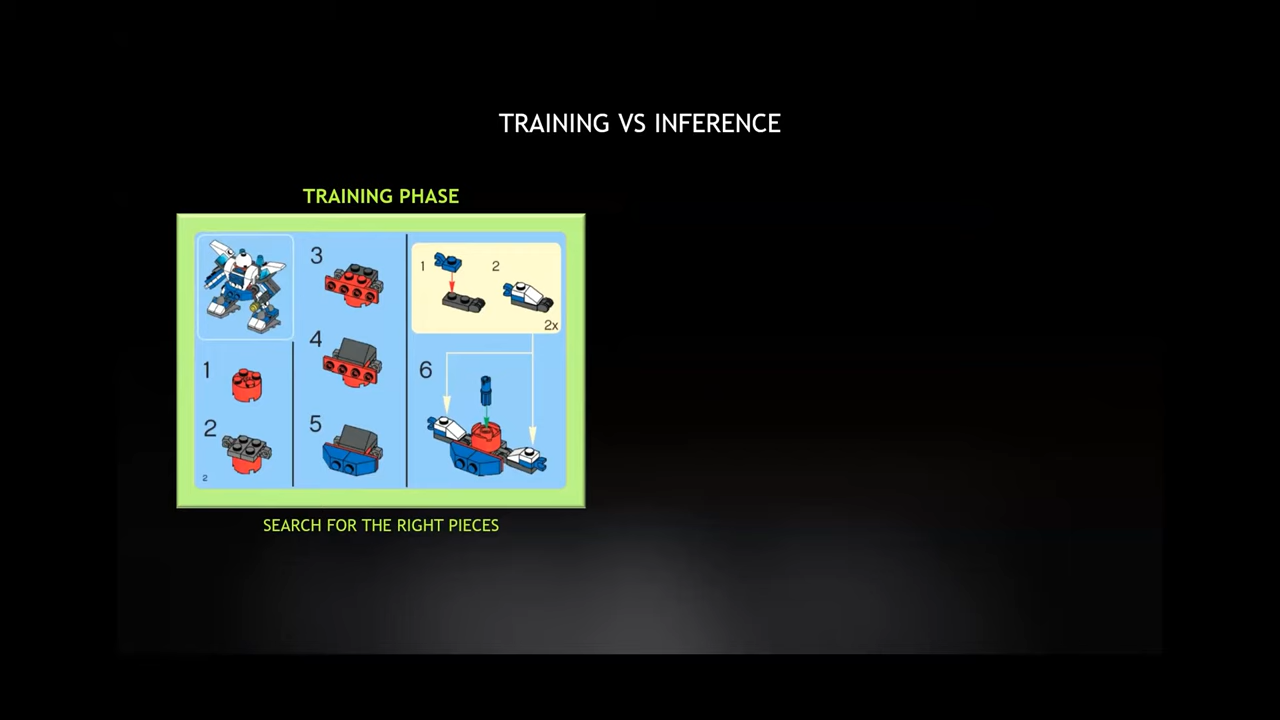 TRAINING VS INFERENCE
TRAINING PHASE
1
2
2
3
4
5
1
2
2x
6
SEARCH FOR THE RIGHT PIECES